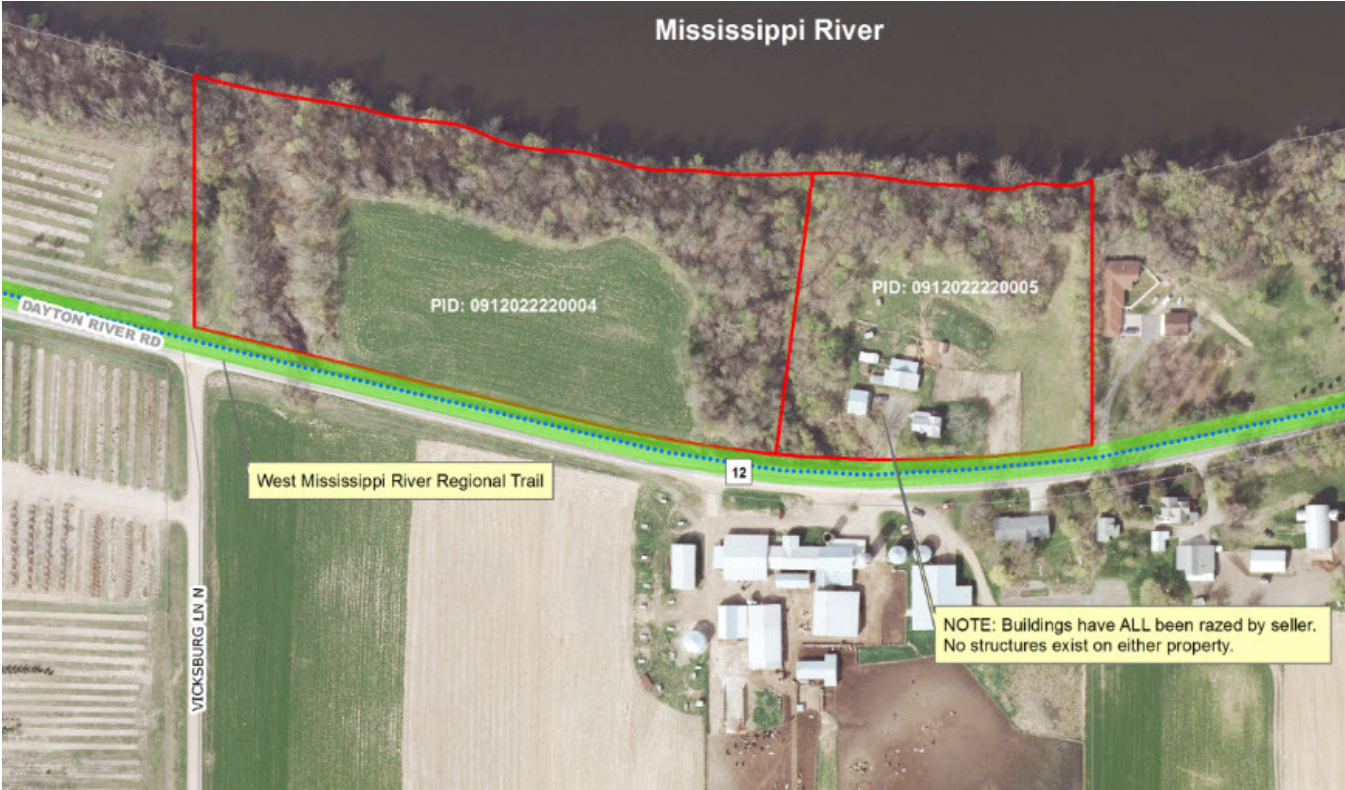 Mississippi River
PID: 0912022220005
PID: 0912022220004
DAYTON RIVER RD
12
West Mississippi River Regional Trail
VICKSBURG LN N
NOTE: Buildings have ALL been razed by seller.
No structures exist on either property.